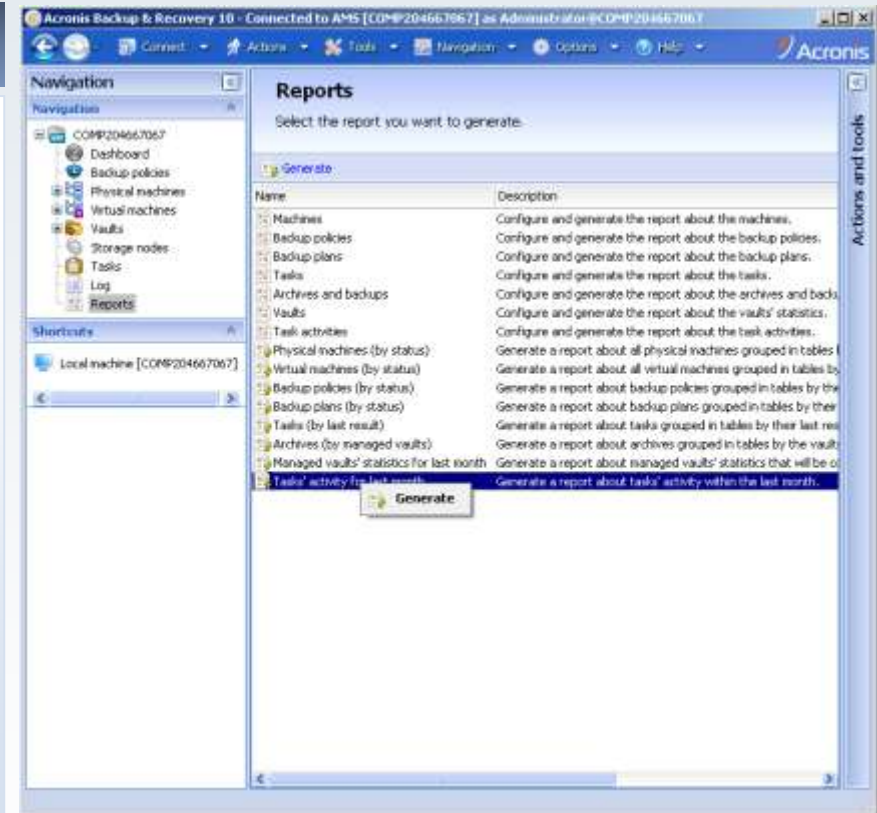 Acronis Backup & Recovery 10 - Connected to AMS [COMP204667067] as Administrator@COMP204667067
Connect
Actions
Tools
Navigation
Options
Help
Acronis
Navigation
Navigation
COMP204667067
Dashboard
Backup policies
Physical machines
Virtual machines
Vaults
Storage nodes
Tasks
Log
Reports
Shortcuts
Local machine [COMP204667067]
Reports
Select the report you want to generate.
Generate
Name Description
Machines Configure and generate the report about the machines.
Backup policies Configure and generate the report about the backup policies.
Backup plans Configure and generate the report about the backup plans.
Tasks Configure and generate the report about the tasks.
Archives and backups Configure and generate the report about the archives and backu
Vaults Configure and generate the report about the vaults' statistics.
Task activities Configure and generate the report about the task activities.
Physical machines (by status) Generate a report about all physical machines grouped in tables
Virtual machines (by status) Generate a report about all virtual machines grouped in tables by
Backup policies (by status) Generate a report about backup policies grouped in tables by the
Backup plans (by status) Generate a report about backup plans grouped in tables by their
Tasks (by last result) Generate a report about tasks grouped in tables by their last res
Archives (by managed vaults) Generate a report about archives grouped in tables by the vault
Managed vaults' statistics for last month Generate a report about managed vaults' statistics that will be
Tasks' activity for last month Generate a report about tasks' activity within the last month.
Generate
Actions and tools